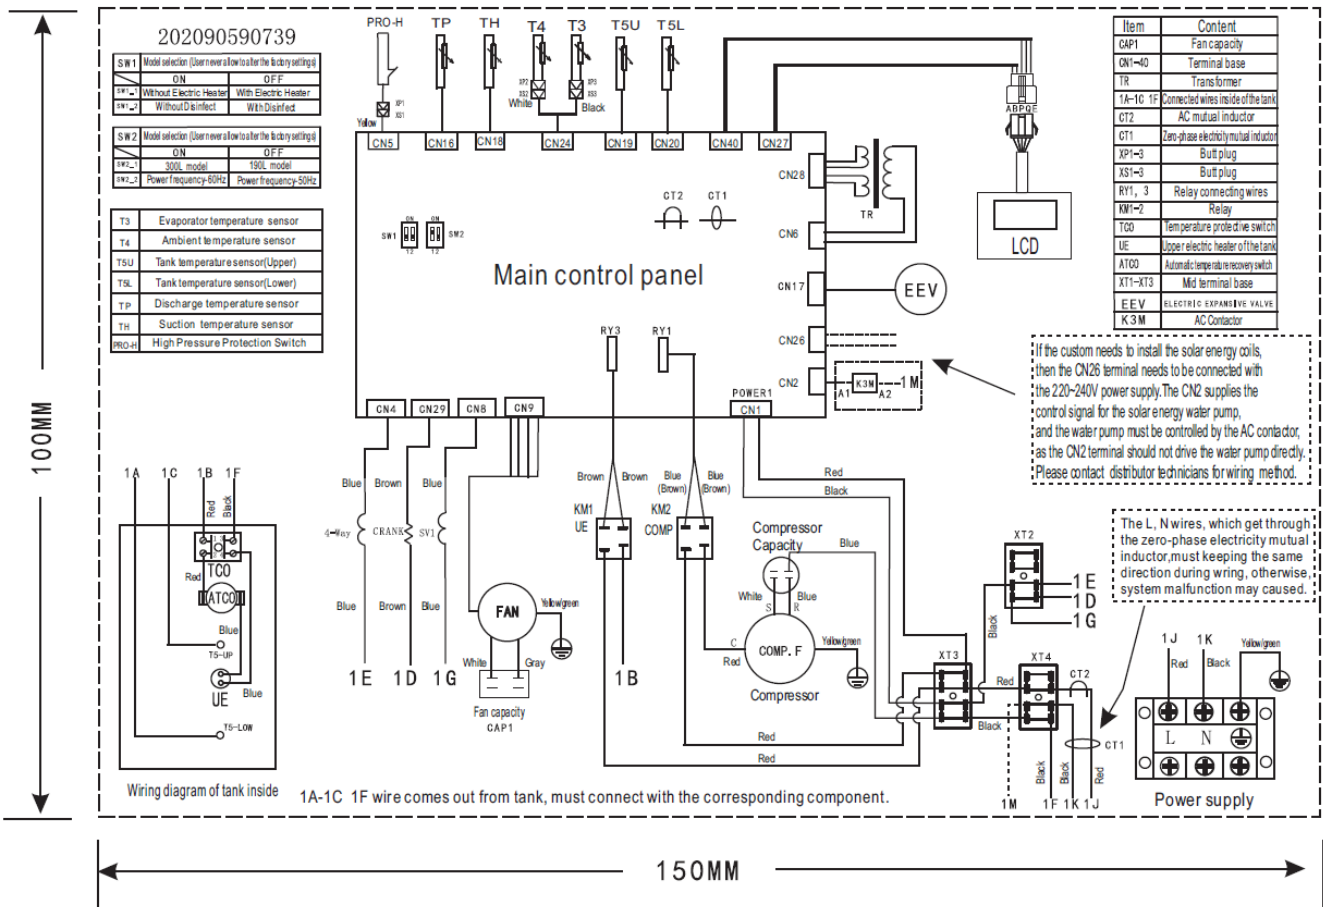 202090590739
SW1 Model selection (User never allow to alter the factory settings)
ON OFF
SW1_1 Without Electric Heater With Electric Heater
SW1_2 Without Disinfect With Disinfect
SW2 Model selection (User never allow to alter the factory settings)
ON OFF
SW2_1 300L model 190L model
SW2_2 Power frequency-60Hz Power frequency-50Hz
T3 Evaporator temperature sensor
T4 Ambient temperature sensor
T5U Tank temperature sensor(Upper)
T5L Tank temperature sensor(Lower)
TP Discharge temperature sensor
TH Suction temperature sensor
PRO-H High Pressure Protection Switch
PRO-H TP TH T4 T3 T5U T5L
XP2 XP3
XS2 XS3
White Black
XP1
XS1
Yellow
CN5 CN16 CN18 CN24 CN19 CN20 CN40 CN27
ABPQE
LCD
CN28
TR
CN6
CN17
EEV
CN26
CN2
A1 K3M A2 1M
CT2 CT1
ON ON
SW1 SW2
12 12
Main control panel
RY3 RY1
POWER1
CN4 CN29 CN8 CN9 CN1
Item Content
CAP1 Fan capacity
CN1-40 Terminal base
TR Transformer
1A-1C 1F Connected wires inside of the tank
CT2 AC mutual inductor
CT1 Zero-phase electricity mutual inductor
XP1-3 Butt plug
XS1-3 Butt plug
RY1, 3 Relay connecting wires
KM1-2 Relay
TCO Temperature protective switch
UE Upper electric heater of the tank
ATCO Automatic temperature recovery switch
XT1-XT3 Mid terminal base
EEV ELECTRIC EXPANSIVE VALVE
K3M AC Contactor
If the custom needs to install the solar energy coils,
then the CN26 terminal needs to be connected with
the 220~240V power supply.The CN2 supplies the
control signal for the solar energy water pump,
and the water pump must be controlled by the AC contactor,
as the CN2 terminal should not drive the water pump directly.
Please contact distributor technicians for wiring method.
The L, N wires, which get through
the zero-phase electricity mutual
inductor,must keeping the same
direction during wring, otherwise,
system malfunction may caused.
1A 1C 1B 1F
Red Black
TCO
Red
ATCO
Blue
T5-UP
UE
Blue
T5-LOW
Wiring diagram of tank inside
Blue Brown Blue
4-Way CRANK SV1
Blue Brown Blue
1E 1D 1G
FAN
Yellow/green
White Gray
Fan capacity
CAP1
Brown Brown
KM1
UE
1B
Blue Blue
(Brown) (Brown)
KM2
COMP
Red
Black
Compressor
Capacity
Blue
White Blue
S R
C
Red
COMP.F
Yellow/green
Compressor
Red
Red
XT3
Red
Black
Black
XT2
1E
1D
1G
XT4
CT2
CT1
Black Black Red
1M 1F 1K 1J
1J 1K
Red Black Yellow/green
L N
Power supply
1A-1C 1F wire comes out from tank, must connect with the corresponding component.
100MM
150MM